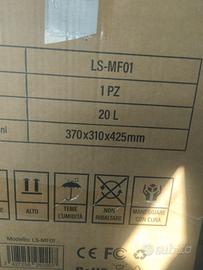 LS-MF01
1 PZ
20 L
ni 370x310x425mm
ALTO
TEME
L'UMIDITÀ
NON
RIBALTARE
MANEGGIARE
CON CURA
Modello: LS-MF01
CE FC
subito